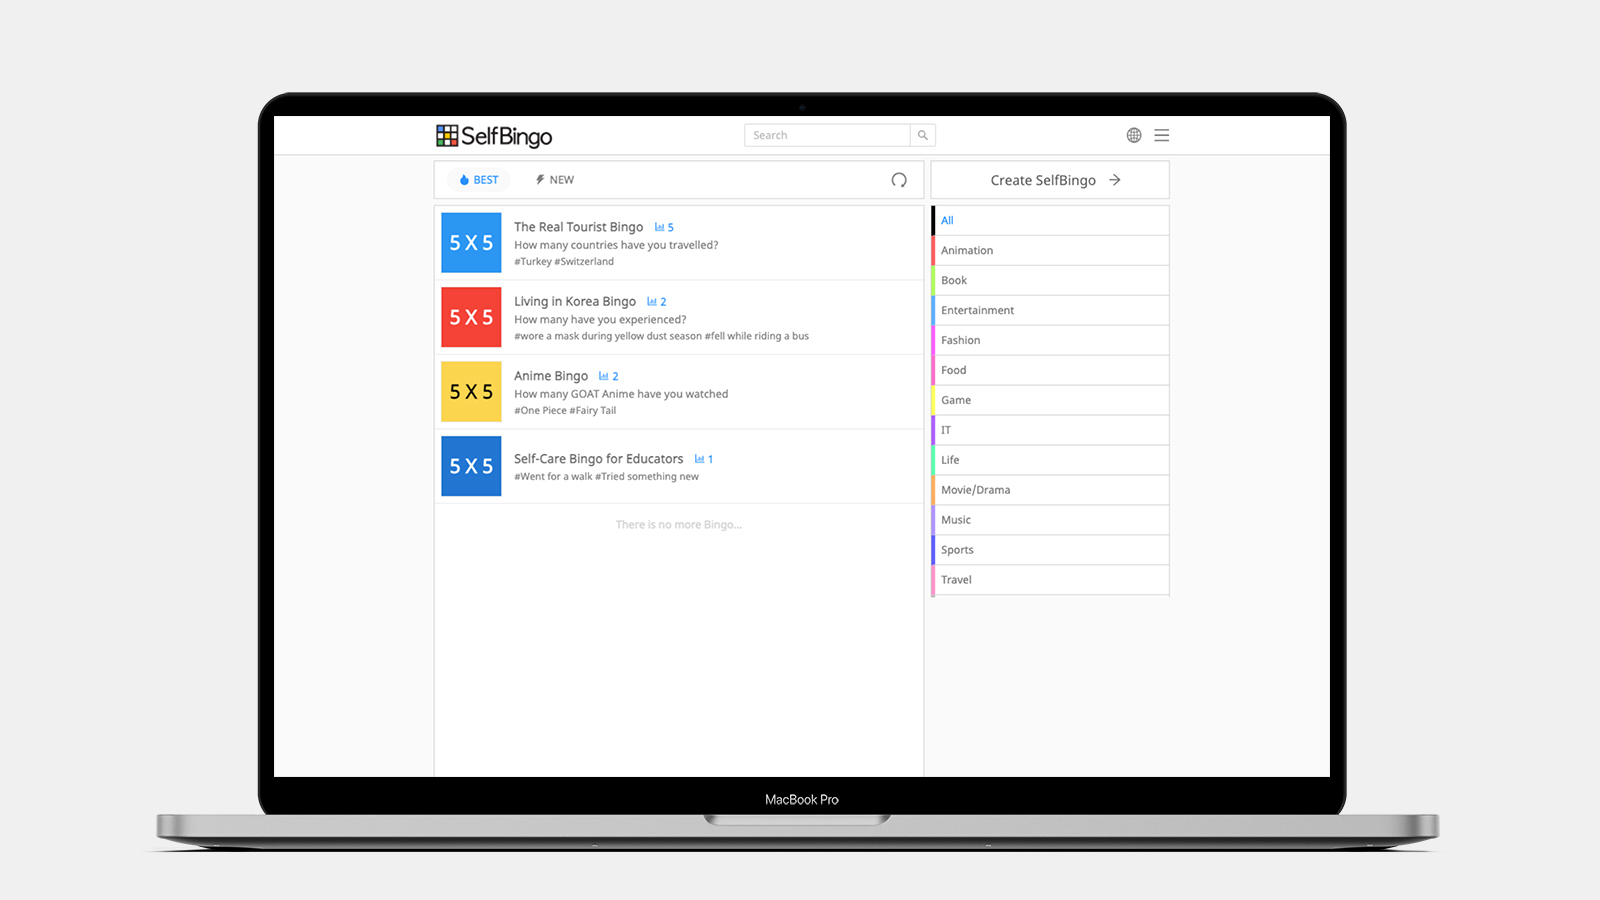 SelfBingo
Search
BEST
NEW
Create SelfBingo
5 X 5
The Real Tourist Bingo 5
How many countries have you travelled?
#Turkey #Switzerland
5 X 5
Living in Korea Bingo 2
How many have you experienced?
#wore a mask during yellow dust season #fell while riding a bus
5 X 5
Anime Bingo 2
How many GOAT Anime have you watched
#One Piece #Fairy Tail
5 X 5
Self-Care Bingo for Educators 1
#Went for a walk #Tried something new
There is no more Bingo...
All
Animation
Book
Entertainment
Fashion
Food
Game
IT
Life
Movie/Drama
Music
Sports
Travel
MacBook Pro